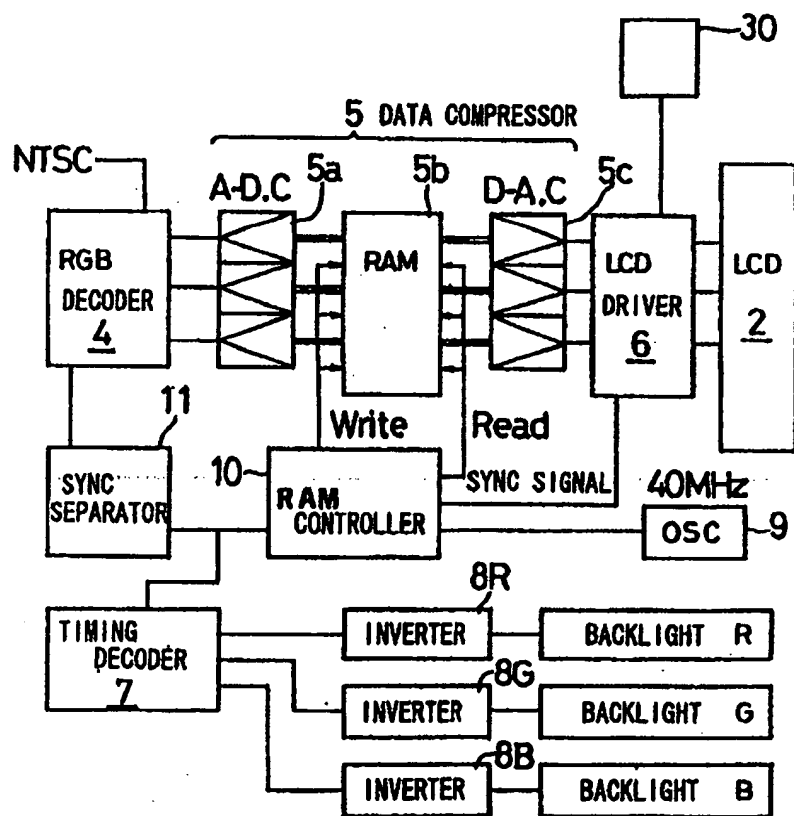 30
5 DATA COMPRESSOR
NTSC
A-D.C
5a
5b
D-A.C
5c
RGB
DECODER
4
RAM
LCD
DRIVER
6
LCD
2
11
Write
Read
10
SYNC
SEPARATOR
RAM
CONTROLLER
SYNC SIGNAL
40MHz
OSC
9
8R
TIMING
DECODER
7
INVERTER
BACKLIGHT R
8G
INVERTER
BACKLIGHT G
8B
INVERTER
BACKLIGHT B